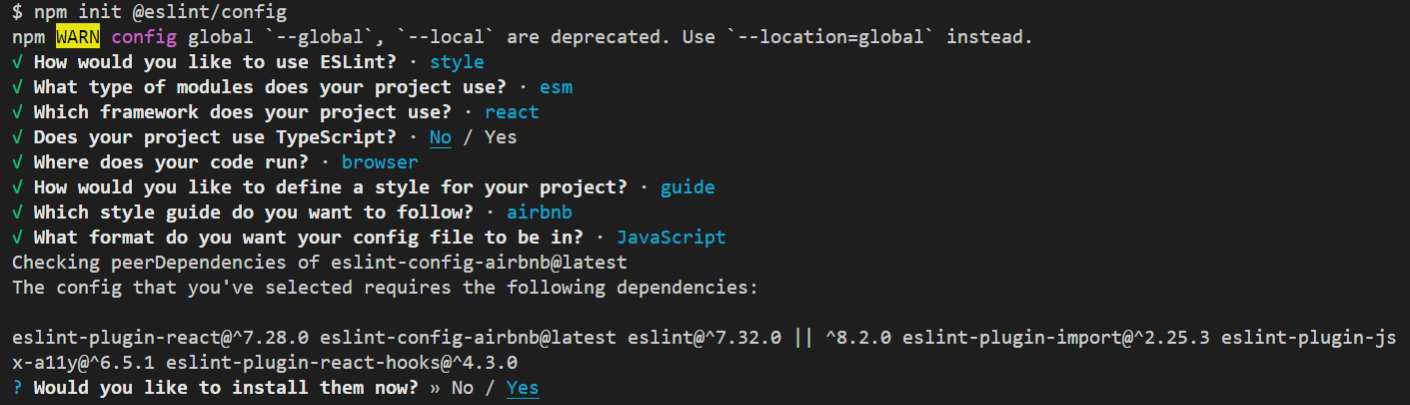 $ npm init @eslint/config
npm WARN config global `--global`, `--local` are deprecated. Use `--location=global` instead.
√ How would you like to use ESLint? · style
√ What type of modules does your project use? · esm
√ Which framework does your project use? · react
√ Does your project use TypeScript? · No / Yes
√ Where does your code run? · browser
√ How would you like to define a style for your project? · guide
√ Which style guide do you want to follow? · airbnb
√ What format do you want your config file to be in? · JavaScript
Checking peerDependencies of eslint-config-airbnb@latest
The config that you've selected requires the following dependencies:
eslint-plugin-react@^7.28.0 eslint-config-airbnb@latest eslint@^7.32.0 || ^8.2.0 eslint-plugin-import@^2.25.3 eslint-plugin-js
x-a11y@^6.5.1 eslint-plugin-react-hooks@^4.3.0
? Would you like to install them now? » No / Yes